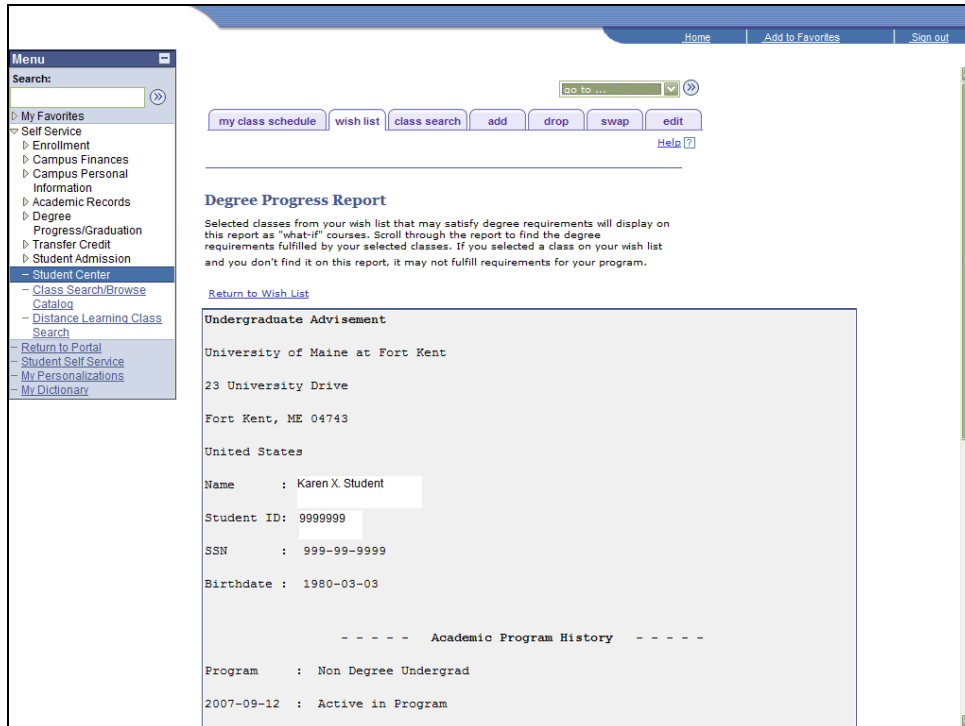 Home Add to Favorites Sign out
Menu
Search:
My Favorites
Self Service
Enrollment
Campus Finances
Campus Personal
Information
Academic Records
Degree
Progress/Graduation
Transfer Credit
Student Admission
– Student Center
– Class Search/Browse
Catalog
– Distance Learning Class
Search
– Return to Portal
– Student Self Service
– My Personalizations
– My Dictionary
go to ...
my class schedule wish list class search add drop swap edit
Help ?
Degree Progress Report
Selected classes from your wish list that may satisfy degree requirements will display on
this report as "what-if" courses. Scroll through the report to find the degree
requirements fulfilled by your selected classes. If you selected a class on your wish list
and you don't find it on this report, it may not fulfill requirements for your program.
Return to Wish List
Undergraduate Advisement
University of Maine at Fort Kent
23 University Drive
Fort Kent, ME 04743
United States
Name : Karen X. Student
Student ID: 9999999
SSN : 999-99-9999
Birthdate : 1980-03-03
- - - - - Academic Program History - - - - -
Program : Non Degree Undergrad
2007-09-12 : Active in Program